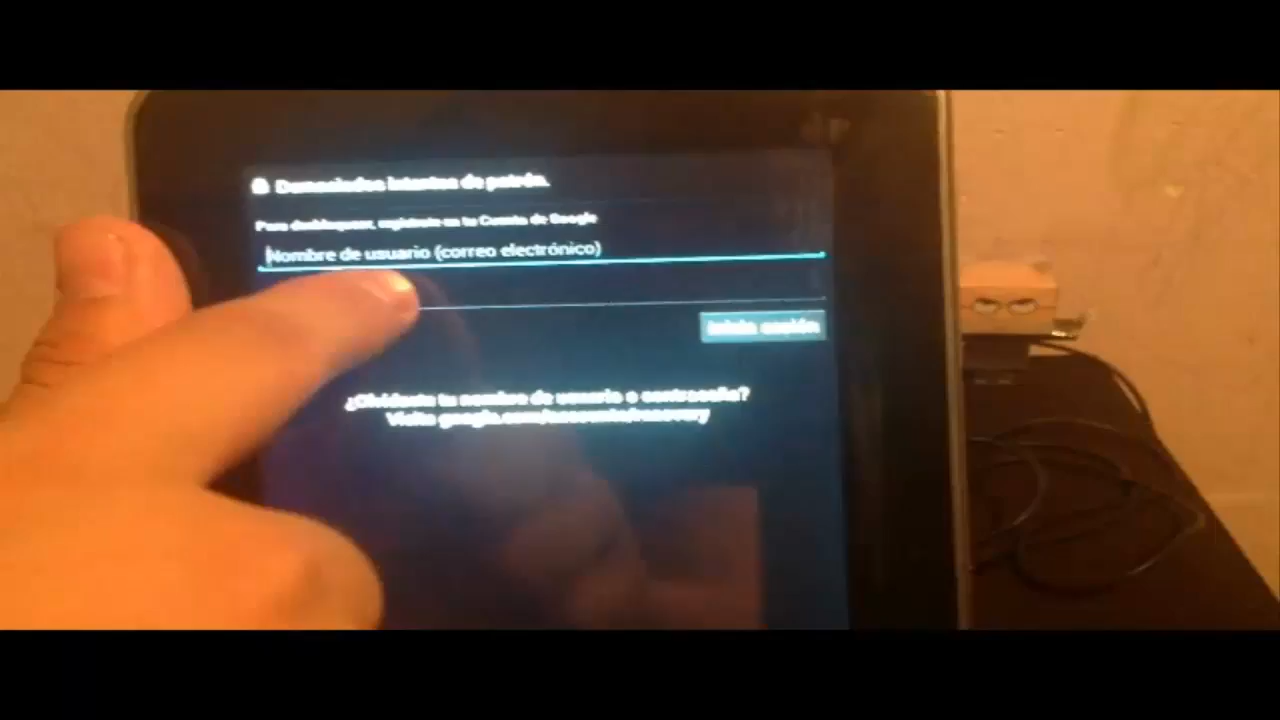 Demasiados intentos de patrón.
Para desbloquear, regístrate en tu Cuenta de Google
Nombre de usuario (correo electrónico)
Iniciar sesión
¿Olvidaste tu nombre de usuario o contraseña?
Visita google.com/accounts/recovery